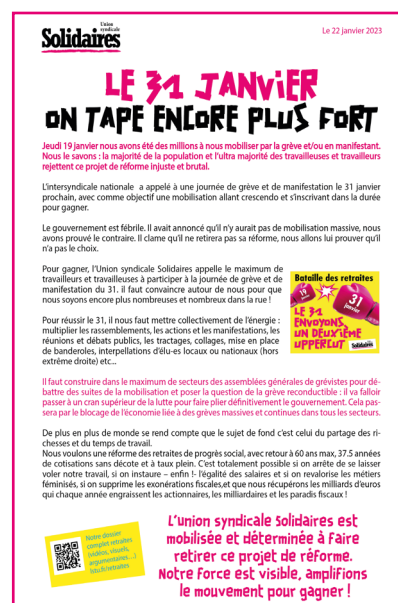 Union
syndicale
Solidaires
Le 22 janvier 2023
LE 31 JANVIER
ON TAPE ENCORE PLUS FORT
Jeudi 19 janvier nous avons été des millions à nous mobiliser par la grève et/ou en manifestant.
Nous le savons : la majorité de la population et l'ultra majorité des travailleuses et travailleurs
rejettent ce projet de réforme injuste et brutal.
L'intersyndicale nationale a appelé à une journée de grève et de manifestation le 31 janvier
prochain, avec comme objectif une mobilisation allant crescendo et s'inscrivant dans la durée
pour gagner.
Le gouvernement est fébrile. Il avait annoncé qu'il n'y aurait pas de mobilisation massive, nous
avons prouvé le contraire. Il clame qu'il ne retirera pas sa réforme, nous allons lui prouver qu'il
n'a pas le choix.
Pour gagner, l'Union syndicale Solidaires appelle le maximum de
travailleurs et travailleuses à participer à la journée de grève et de
manifestation du 31. il faut convaincre autour de nous pour que
nous soyons encore plus nombreuses et nombreux dans la rue !
Bataille des retraites
19
janvier
31
janvier
LE 31
ENVOYONS
UN DEUXIÈME
UPPERCUT
Solidaires
Pour réussir le 31, il nous faut mettre collectivement de l'énergie :
multiplier les rassemblements, les actions et les manifestations, les
réunions et débats publics, les tractages, collages, mise en place
de banderoles, interpellations d'élu-es locaux ou nationaux (hors
extrême droite) etc...
Il faut construire dans le maximum de secteurs des assemblées générales de grévistes pour dé-
battre des suites de la mobilisation et poser la question de la grève reconductible : il va falloir
passer à un cran supérieur de la lutte pour faire plier définitivement le gouvernement. Cela pas-
sera par le blocage de l'économie liée à des grèves massives et continues dans tous les secteurs.
De plus en plus de monde se rend compte que le sujet de fond c'est celui du partage des ri-
chesses et du temps de travail.
Nous voulons une réforme des retraites de progrès social, avec retour à 60 ans max, 37.5 années
de cotisations sans décote et à taux plein. C'est totalement possible si on arrête de se laisser
voler notre travail, si on instaure – enfin !- l'égalité des salaires et si on revalorise les métiers
féminisés, si on supprime les exonérations fiscales,et que nous récupérons les milliards d'euros
qui chaque année engraissent les actionnaires, les milliardaires et les paradis fiscaux !
Notre dossier
complet retraites
(vidéos, visuels,
argumentaires…)
L'union syndicale Solidaires est
mobilisée et déterminée à faire
retirer ce projet de réforme.
Notre force est visible, amplifions
le mouvement pour gagner !